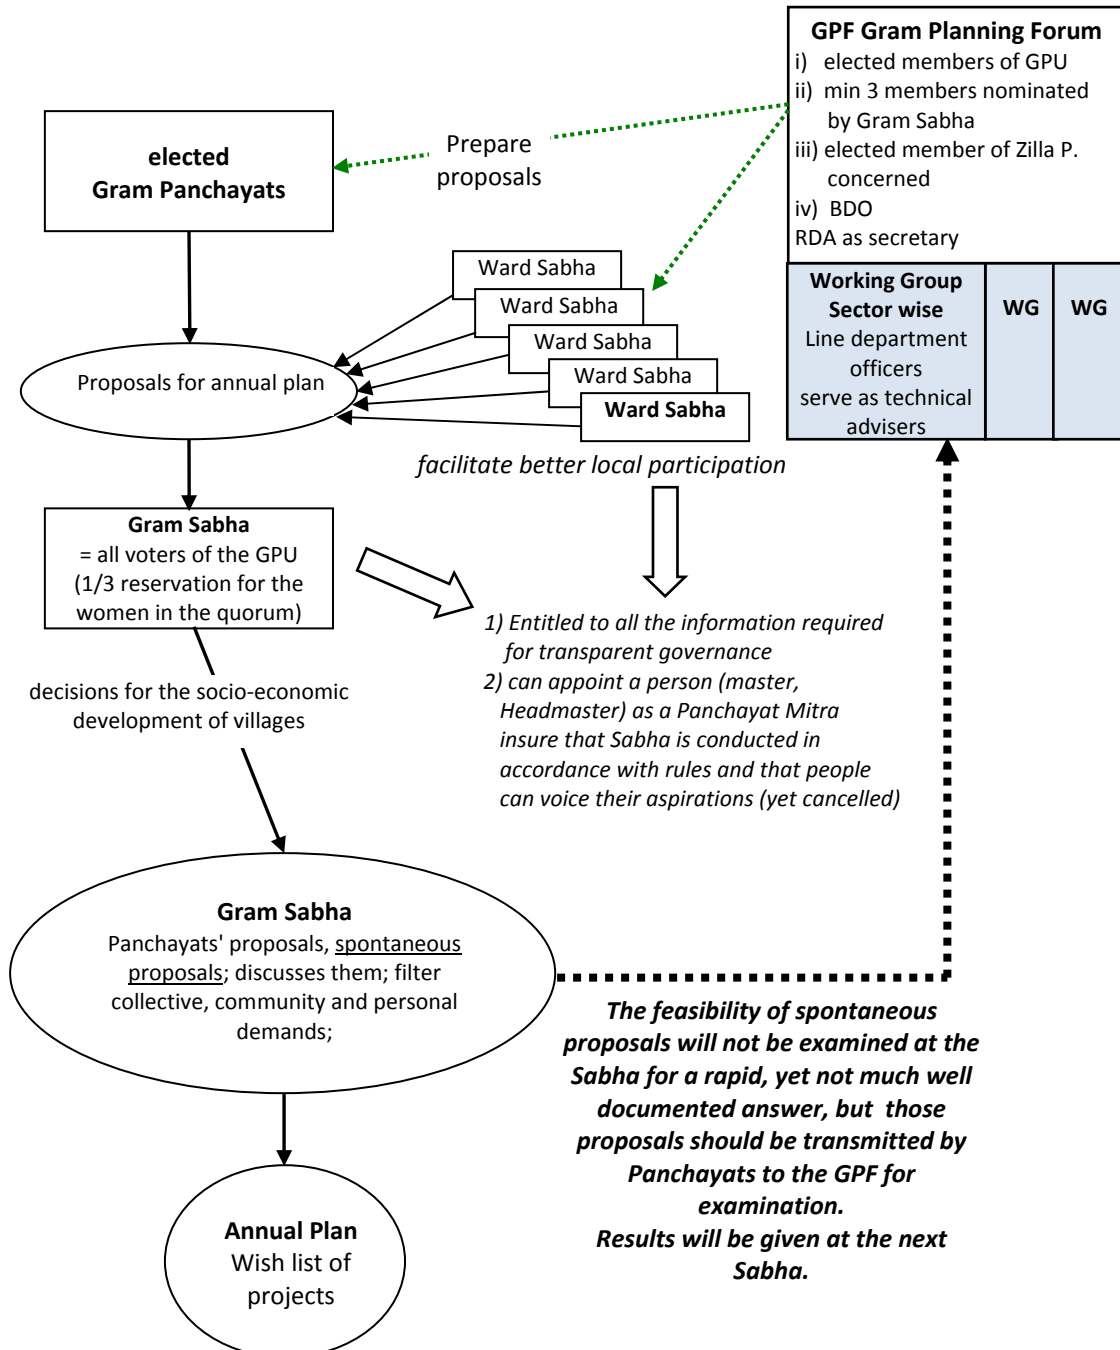 GPF Gram Planning Forum
i) elected members of GPU
ii) min 3 members nominated
by Gram Sabha
iii) elected member of Zilla P.
concerned
iv) BDO
RDA as secretary
elected
Gram Panchayats
Prepare
proposals
Working Group
Sector wise
Line department
officers
serve as technical
advisers
WG
WG
Ward Sabha
Ward Sabha
Ward Sabha
Ward Sabha
Ward Sabha
Proposals for annual plan
facilitate better local participation
Gram Sabha
= all voters of the GPU
(1/3 reservation for the
women in the quorum)
1) Entitled to all the information required
for transparent governance
2) can appoint a person (master,
Headmaster) as a Panchayat Mitra
insure that Sabha is conducted in
accordance with rules and that people
can voice their aspirations (yet cancelled)
decisions for the socio-economic
development of villages
Gram Sabha
Panchayats' proposals, spontaneous
proposals; discusses them; filter
collective, community and personal
demands;
The feasibility of spontaneous
proposals will not be examined at the
Sabha for a rapid, yet not much well
documented answer, but those
proposals should be transmitted by
Panchayats to the GPF for
examination.
Results will be given at the next
Sabha.
Annual Plan
Wish list of
projects